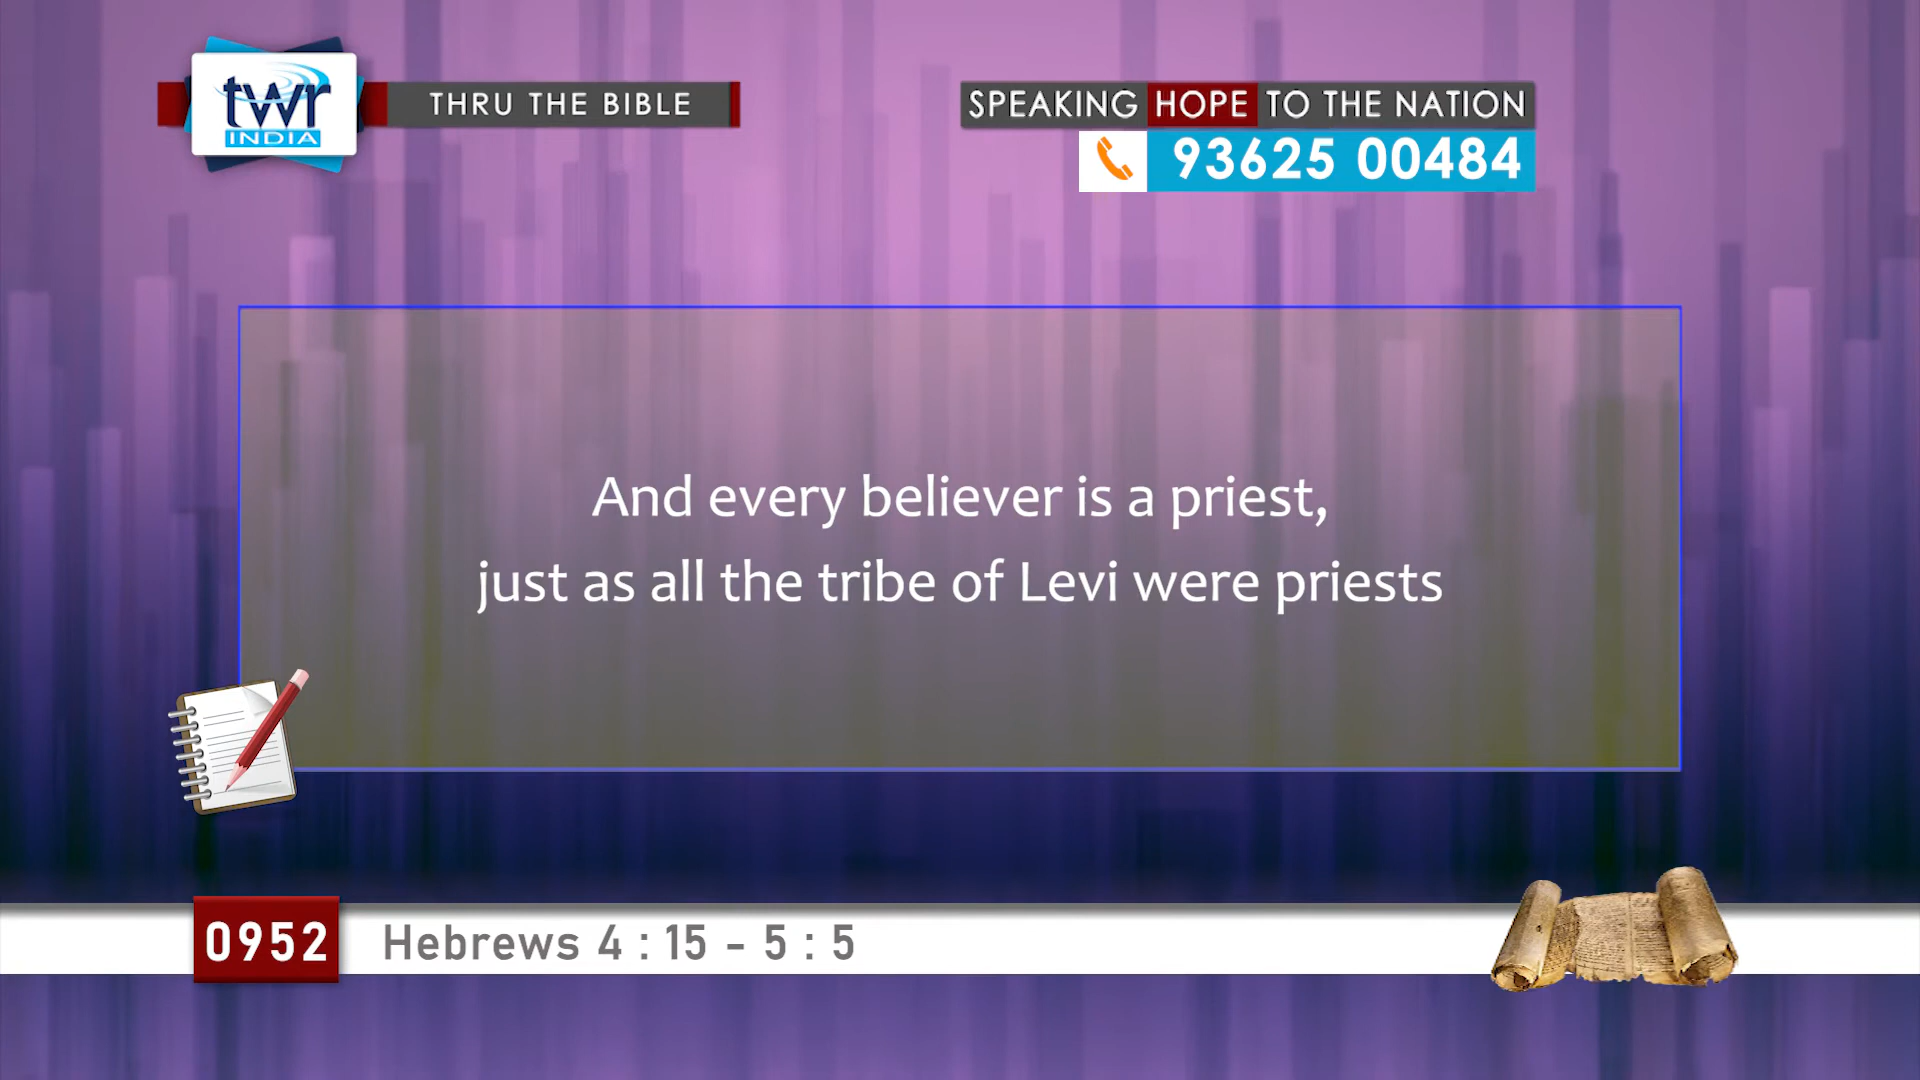 twr
INDIA
THRU THE BIBLE
SPEAKING HOPE TO THE NATION
93625 00484
And every believer is a priest,
just as all the tribe of Levi were priests
0952
Hebrews 4 : 15 - 5 : 5